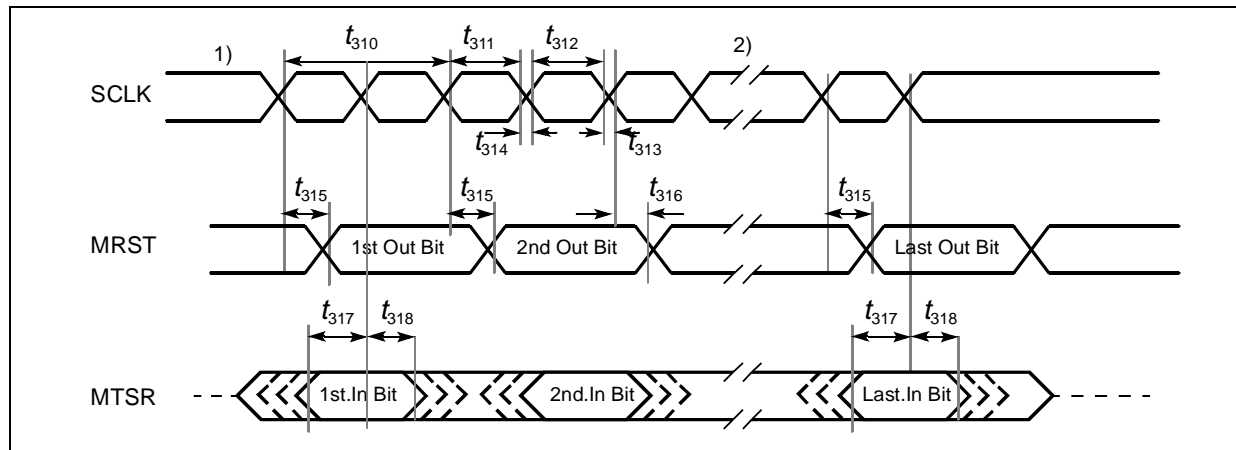 1) t310 t311 t312 2)
SCLK
t314 t313
t315 t315 t316 t315
MRST 1st Out Bit 2nd Out Bit Last Out Bit
t317 t318 t317 t318
MTSR 1st.In Bit 2nd.In Bit Last.In Bit